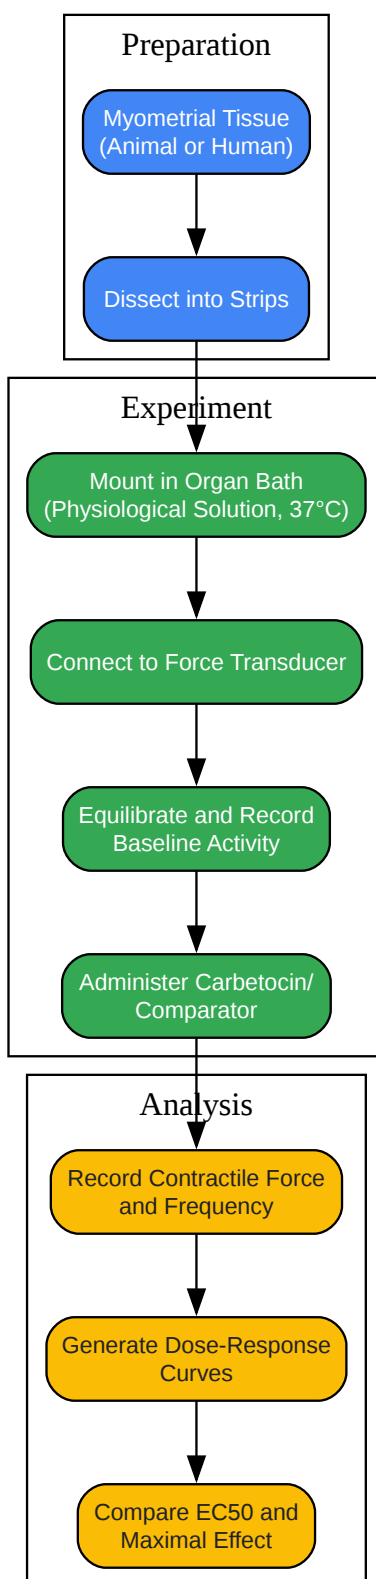 Preparation
Myometrial Tissue
(Animal or Human)
Dissect into Strips
Experiment
Mount in Organ Bath
(Physiological Solution, 37°C)
Connect to Force Transducer
Equilibrate and Record
Baseline Activity
Administer Carbetocin/
Comparator
Analysis
Record Contractile Force
and Frequency
Generate Dose-Response
Curves
Compare EC50 and
Maximal Effect